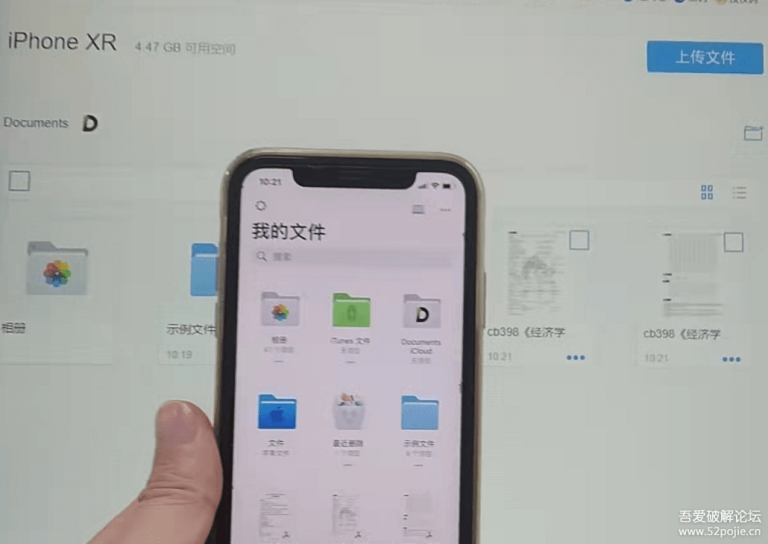 iPhone XR 4.47 GB 可用空间
上传文件
Documents D
10:21
我的文件
搜索
相册
示例文件
10:19
cb398《经济学
10:21
cb398《经济学
10:21
相册
iTunes 文件
Documents
iCloud
文件
最近删除
示例文件
吾爱破解论坛
www.52pojie.cn